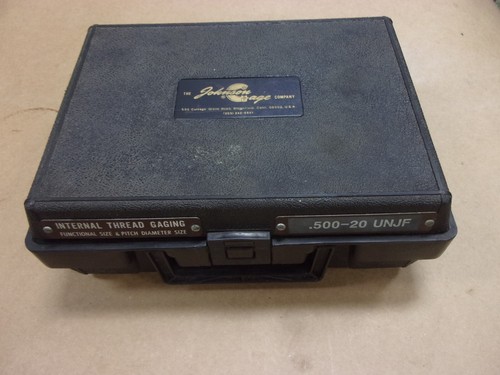 THE Johnson Gage COMPANY
INTERNAL THREAD GAGING
FUNCTIONAL SIZE & PITCH DIAMETER SIZE
.500-20 UNJF